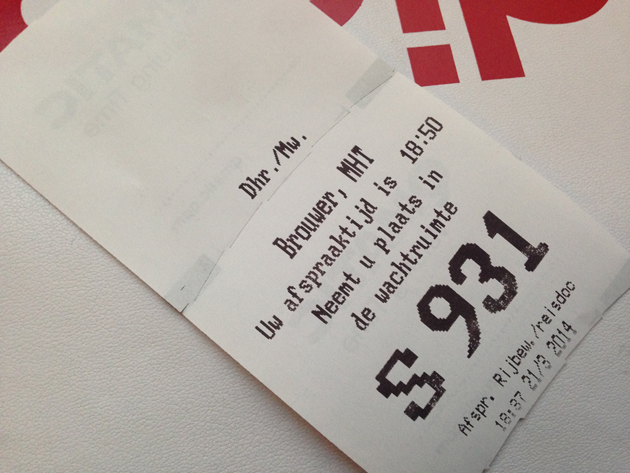 Dhr./Mw.
Brouwer, MHT
Uw afspraaktijd is 18:50
Neemt u plaats in
de wachtruimte
S 931
Afspr. Rijbew./reisdoc
18:37 21/3 2014